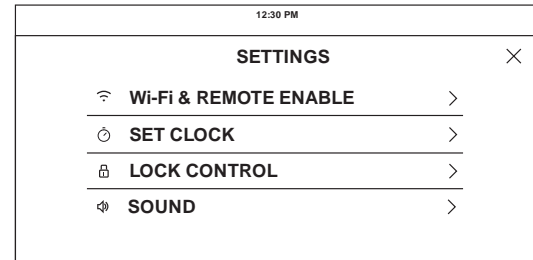 12:30 PM
SETTINGS
Wi-Fi & REMOTE ENABLE
SET CLOCK
LOCK CONTROL
SOUND